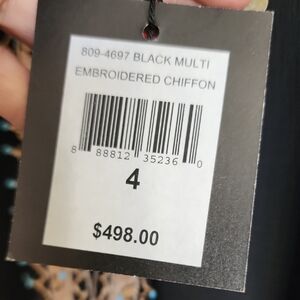 809-4697 BLACK MULTI
EMBROIDERED CHIFFON
8 88812 35236 0
4
$498.00